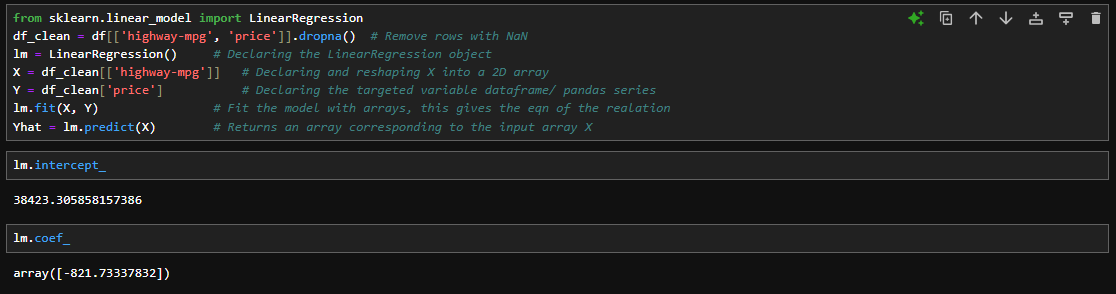 from sklearn.linear_model import LinearRegression
df_clean = df[['highway-mpg', 'price']].dropna()  # Remove rows with NaN
lm = LinearRegression()     # Declaring the LinearRegression object
X = df_clean[['highway-mpg']]   # Declaring and reshaping X into a 2D array
Y = df_clean['price']           # Declaring the targeted variable dataframe/ pandas series
lm.fit(X, Y)                # Fit the model with arrays, this gives the eqn of the realation
Yhat = lm.predict(X)        # Returns an array corresponding to the input array X
lm.intercept_
38423.305858157386
lm.coef_
array([-821.73337832])